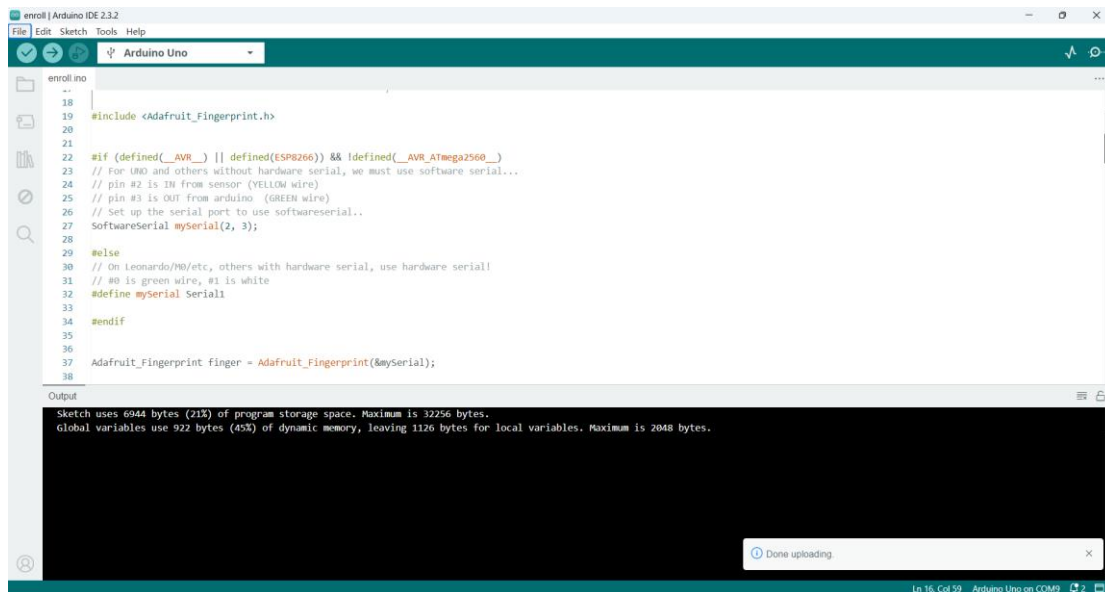 enroll | Arduino IDE 2.3.2
File Edit Sketch Tools Help
Arduino Uno
enroll.ino
18
19 #include <Adafruit_Fingerprint.h>
20
21
22 #if (defined(__AVR__) || defined(ESP8266)) && !defined(__AVR_ATmega2560__)
23 // For UNO and others without hardware serial, we must use software serial...
24 // pin #2 is IN from sensor (YELLOW wire)
25 // pin #3 is OUT from arduino  (GREEN wire)
26 // Set up the serial port to use softwareserial..
27 SoftwareSerial mySerial(2, 3);
28
29 #else
30 // On Leonardo/M0/etc, others with hardware serial, use hardware serial!
31 // #0 is green wire, #1 is white
32 #define mySerial Serial1
33
34 #endif
35
36
37 Adafruit_Fingerprint finger = Adafruit_Fingerprint(&mySerial);
38
Output
Sketch uses 6944 bytes (21%) of program storage space. Maximum is 32256 bytes.
Global variables use 922 bytes (45%) of dynamic memory, leaving 1126 bytes for local variables. Maximum is 2048 bytes.
Done uploading.
Ln 16, Col 59 Arduino Uno on COM9 2